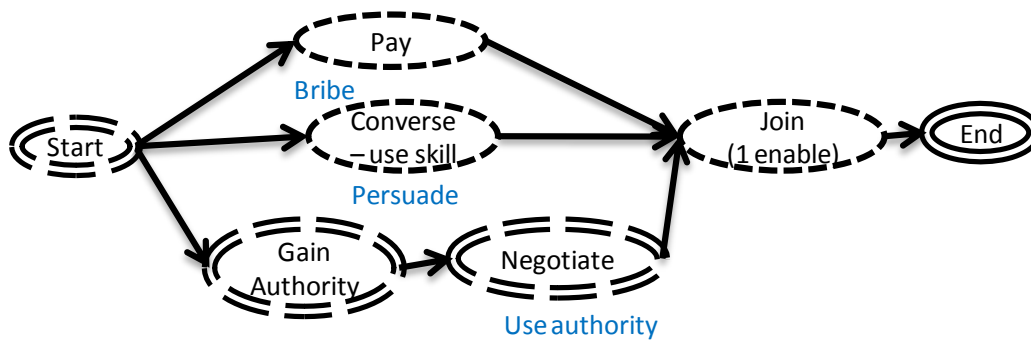 Pay
Bribe
Start
Converse
– use skill
Persuade
Join
(1 enable)
End
Gain
Authority
Negotiate
Use authority